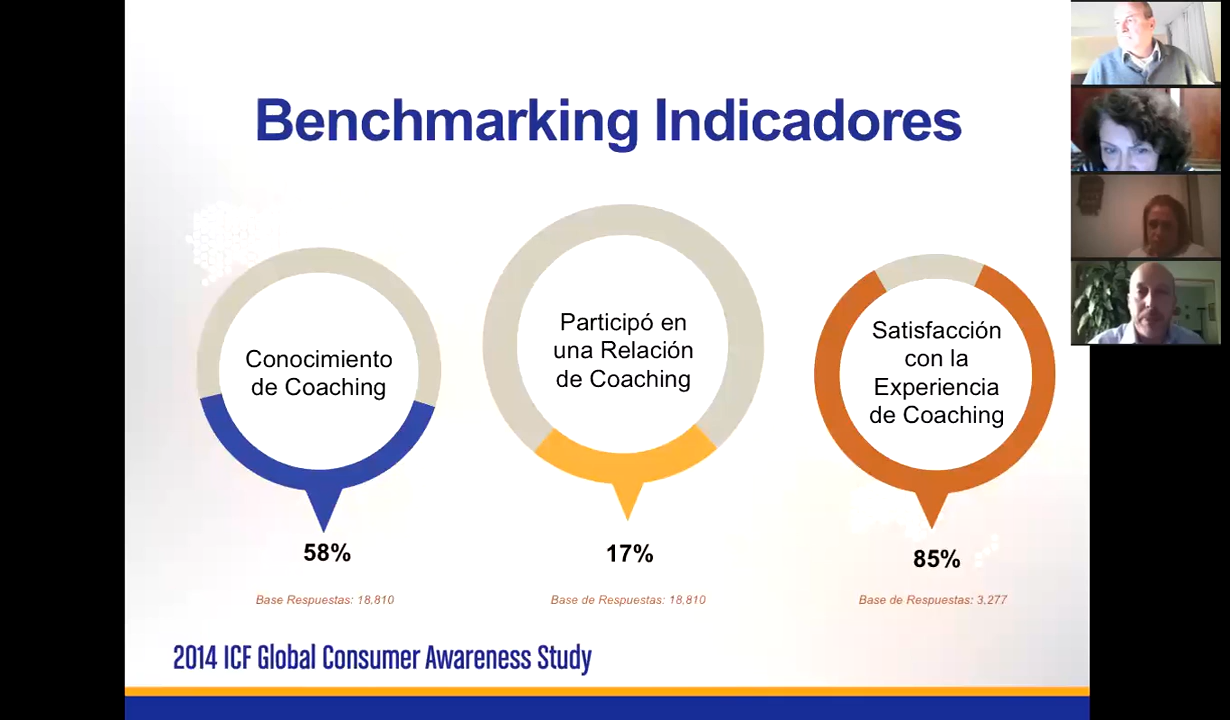 Benchmarking Indicadores
Conocimiento
de Coaching
Participó en
una Relación
de Coaching
Satisfacción
con la
Experiencia
de Coaching
58%
17%
85%
Base Respuestas: 18.810
Base de Respuestas: 18,810
Base de Respuestas: 3.277
2014 ICF Global Consumer Awareness Study